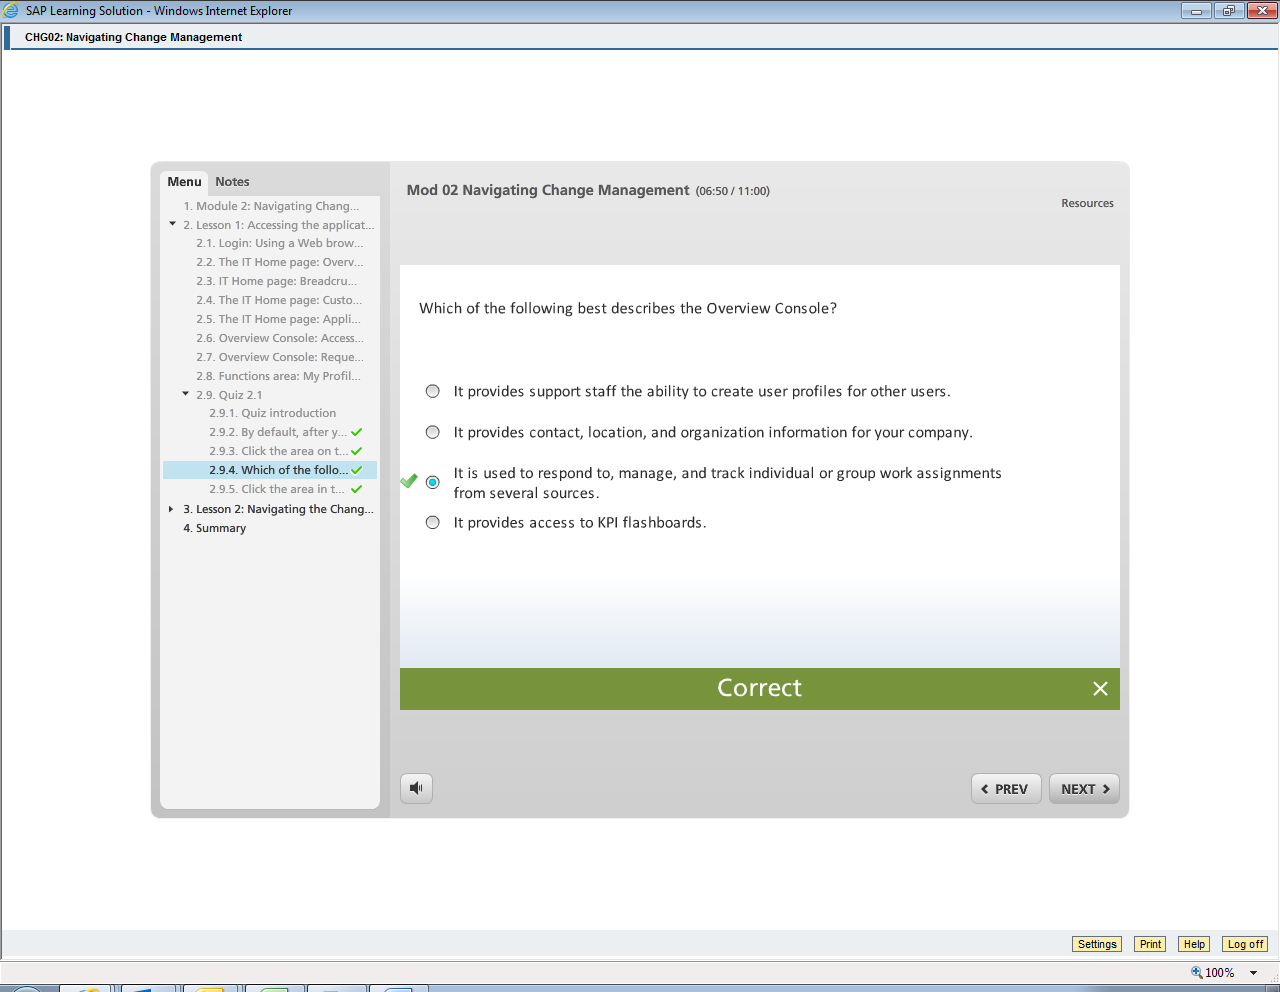 SAP Learning Solution - Windows Internet Explorer
CHG02: Navigating Change Management
Menu Notes
1. Module 2: Navigating Chang...
2. Lesson 1: Accessing the applicat...
2.1. Login: Using a Web brow...
2.2. The IT Home page: Overv...
2.3. IT Home page: Breadcru...
2.4. The IT Home page: Custo...
2.5. The IT Home page: Appli...
2.6. Overview Console: Access...
2.7. Overview Console: Reque...
2.8. Functions area: My Profil...
2.9. Quiz 2.1
2.9.1. Quiz introduction
2.9.2. By default, after y...
2.9.3. Click the area on t...
2.9.4. Which of the follo...
2.9.5. Click the area in t...
3. Lesson 2: Navigating the Chang...
4. Summary
Mod 02 Navigating Change Management (06:50 / 11:00)
Resources
Which of the following best describes the Overview Console?
It provides support staff the ability to create user profiles for other users.
It provides contact, location, and organization information for your company.
It is used to respond to, manage, and track individual or group work assignments
from several sources.
It provides access to KPI flashboards.
Correct
PREV NEXT
Settings Print Help Log off
100%